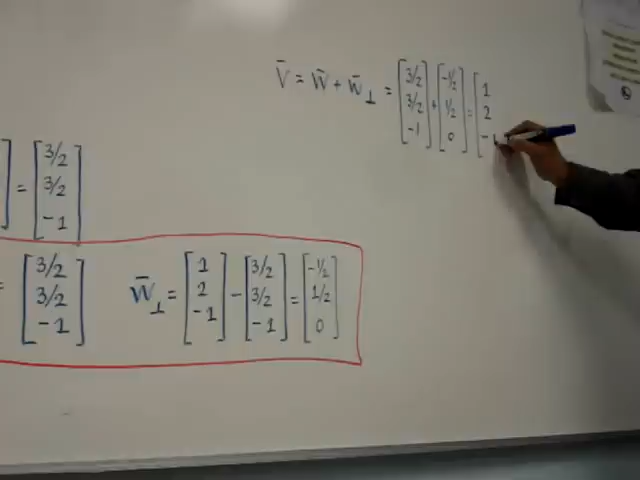 V̄ = W̄ + W̄⊥ = [3/2 3/2 -1] + [-1/2 1/2 0] = [1 2 -1
] = [3/2 3/2 -1]
= [3/2 3/2 -1] W̄⊥ = [1 2 -1] - [3/2 3/2 -1] = [-1/2 1/2 0]